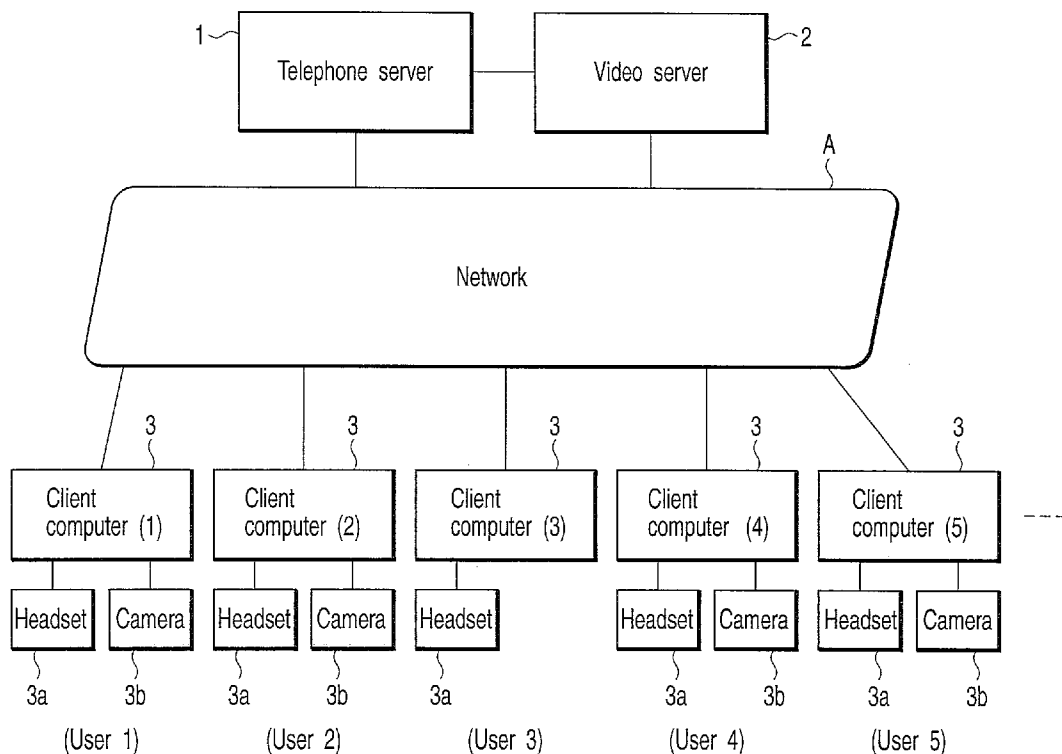 1
Telephone server
Video server
2
A
Network
3
3
3
3
3
Client
computer (1)
Client
computer (2)
Client
computer (3)
Client
computer (4)
Client
computer (5)
Headset
Camera
Headset
Camera
Headset
Headset
Camera
Headset
Camera
3a
3b
3a
3b
3a
3a
3b
3a
3b
(User 1)
(User 2)
(User 3)
(User 4)
(User 5)